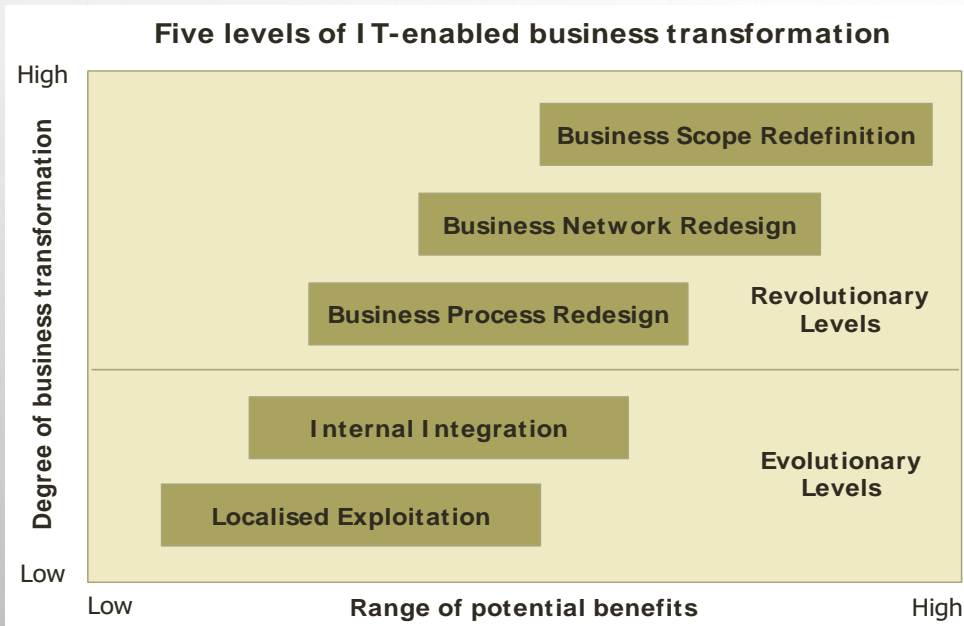 Five levels of IT-enabled business transformation
High
Degree of business transformation
Business Scope Redefinition
Business Network Redesign
Business Process Redesign
Revolutionary
Levels
Internal Integration
Evolutionary
Levels
Localised Exploitation
Low
Low
Range of potential benefits
High